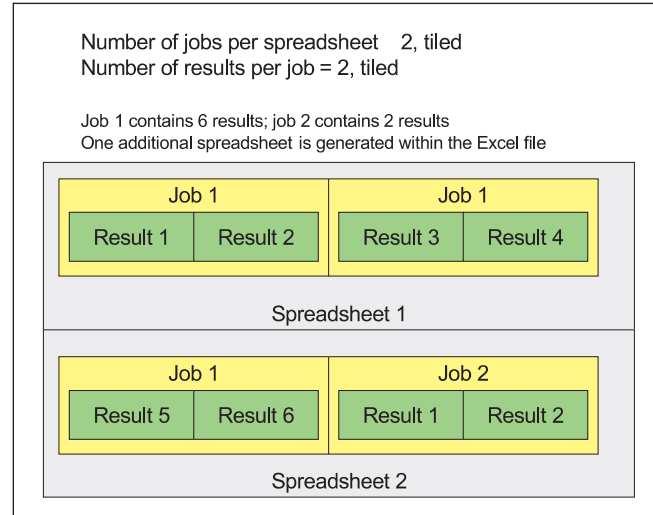 Number of jobs per spreadsheet 2, tiled
Number of results per job = 2, tiled
Job 1 contains 6 results; job 2 contains 2 results
One additional spreadsheet is generated within the Excel file
Job 1 Job 1
Result 1 Result 2 Result 3 Result 4
Spreadsheet 1
Job 1 Job 2
Result 5 Result 6 Result 1 Result 2
Spreadsheet 2